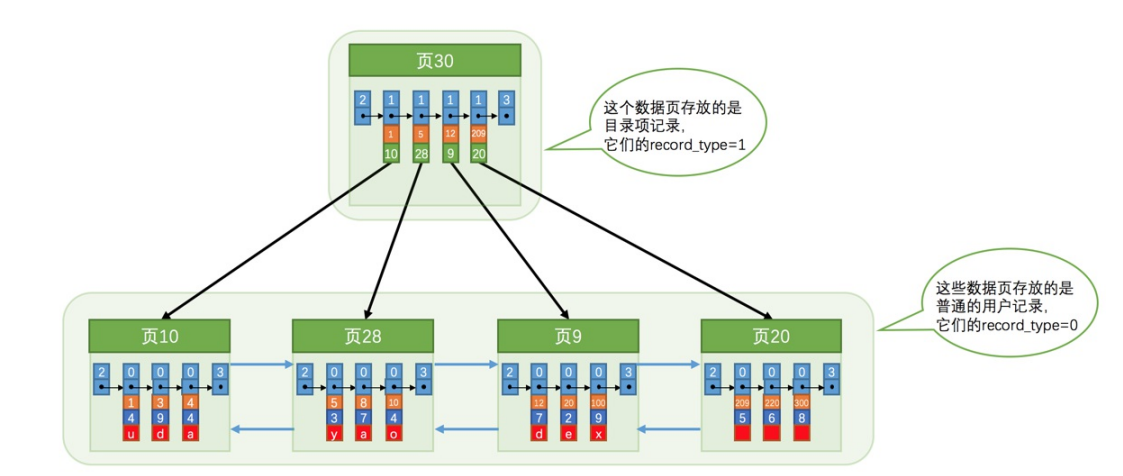 页30
2 1 1 1 1 3
1 5 12 209
10 28 9 20
这个数据页存放的是
目录项记录,
它们的record_type=1
这些数据页存放的是
普通的用户记录,
它们的record_type=0
页10
2 0 0 0 3
1 3 4
4 9 4
u d a
页28
2 0 0 0 3
5 8 10
3 7 4
y a o
页9
2 0 0 0 3
12 20 100
7 2 9
d e x
页20
2 0 0 0 3
209 220 300
5 6 8